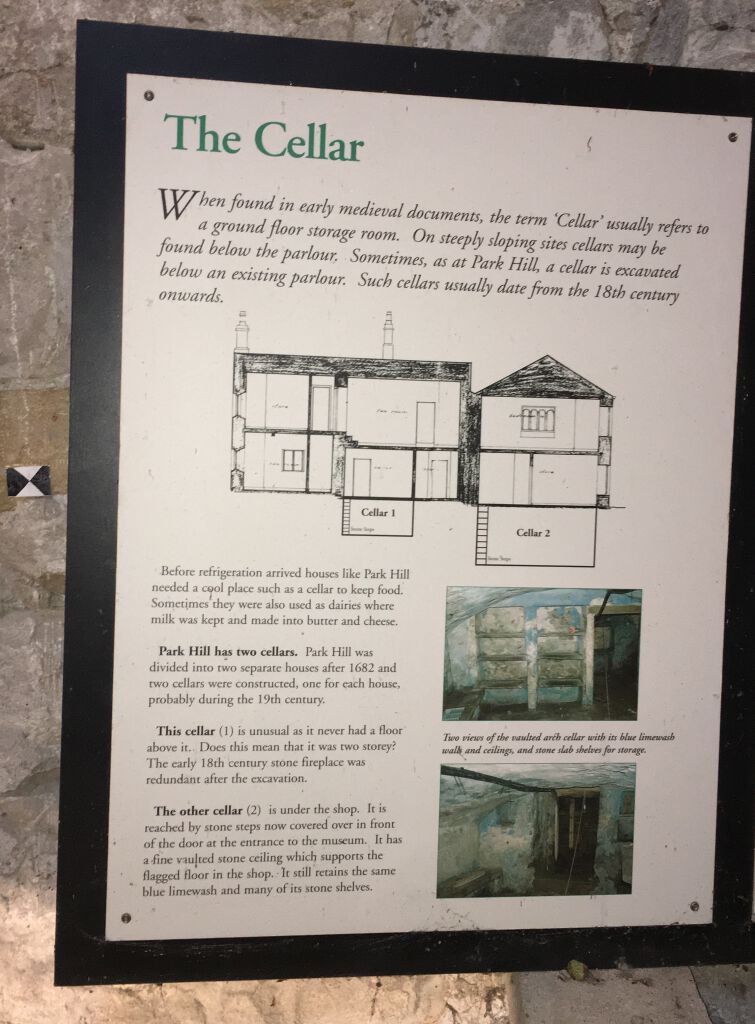 The Cellar
When found in early medieval documents, the term 'Cellar' usually refers to
a ground floor storage room. On steeply sloping sites cellars may be
found below the parlour. Sometimes, as at Park Hill, a cellar is excavated
below an existing parlour. Such cellars usually date from the 18th century
onwards.
Cellar 1
Stone Steps
Cellar 2
Stone Steps
Before refrigeration arrived houses like Park Hill
needed a cool place such as a cellar to keep food.
Sometimes they were also used as dairies where
milk was kept and made into butter and cheese.
Park Hill has two cellars. Park Hill was
divided into two separate houses after 1682 and
two cellars were constructed, one for each house,
probably during the 19th century.
This cellar (1) is unusual as it never had a floor
above it. Does this mean that it was two storey?
The early 18th century stone fireplace was
redundant after the excavation.
The other cellar (2) is under the shop. It is
reached by stone steps now covered over in front
of the door at the entrance to the museum. It has
a fine vaulted stone ceiling which supports the
flagged floor in the shop. It still retains the same
blue limewash and many of its stone shelves.
Two views of the vaulted arch cellar with its blue limewash
walls and ceilings, and stone slab shelves for storage.